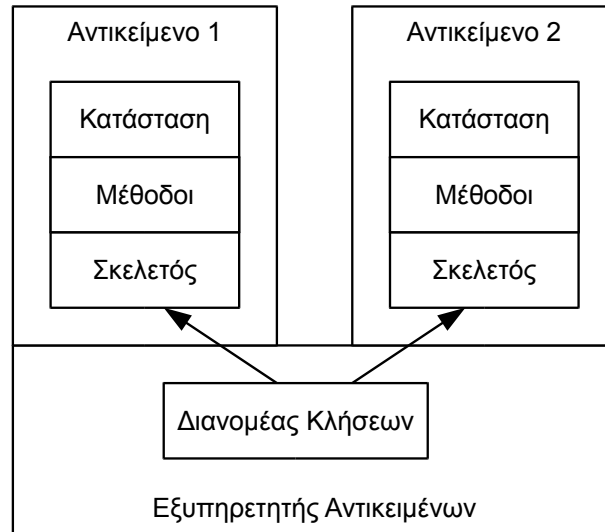 Αντικείμενο 1
Κατάσταση
Μέθοδοι
Σκελετός
Αντικείμενο 2
Κατάσταση
Μέθοδοι
Σκελετός
Διανομέας Κλήσεων
Εξυπηρετητής Αντικειμένων